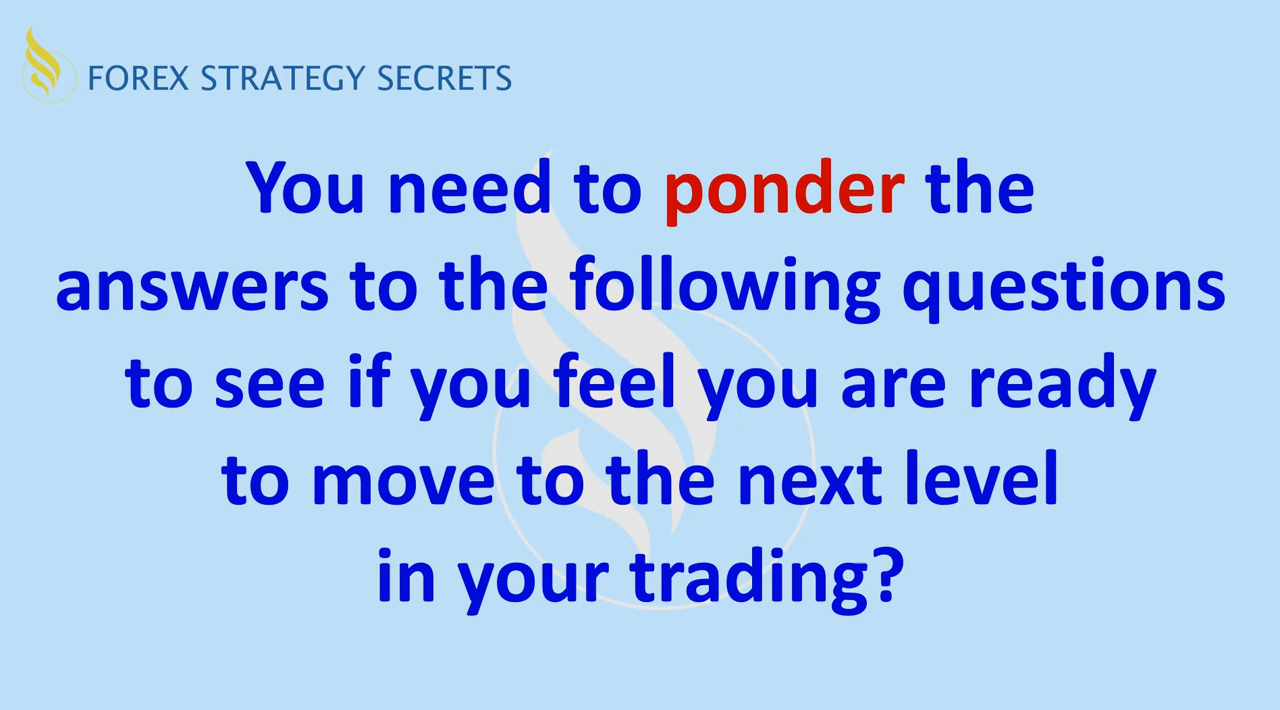 FOREX STRATEGY SECRETS
You need to ponder the
answers to the following questions
to see if you feel you are ready
to move to the next level
in your trading?